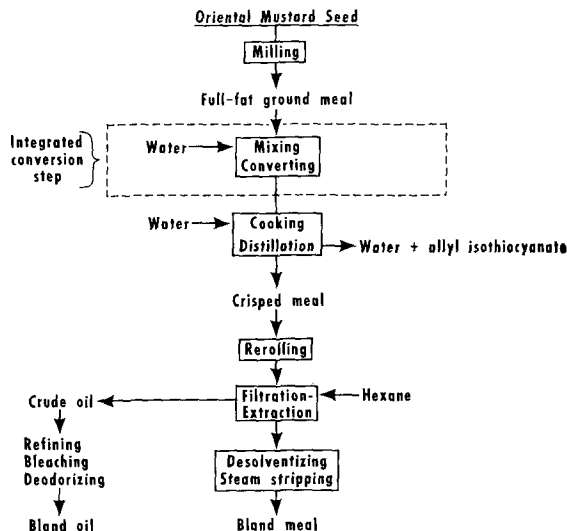 Oriental Mustard Seed
Milling
Full-fat ground meal
Integrated
conversion
step
Water
Mixing
Converting
Water
Cooking
Distillation
Water + allyl isothiocyanate
Crisped meal
Rerolling
Crude oil
Filtration-
Extraction
Hexane
Refining
Bleaching
Deodorizing
Desolventizing
Steam stripping
Bland oil
Bland meal